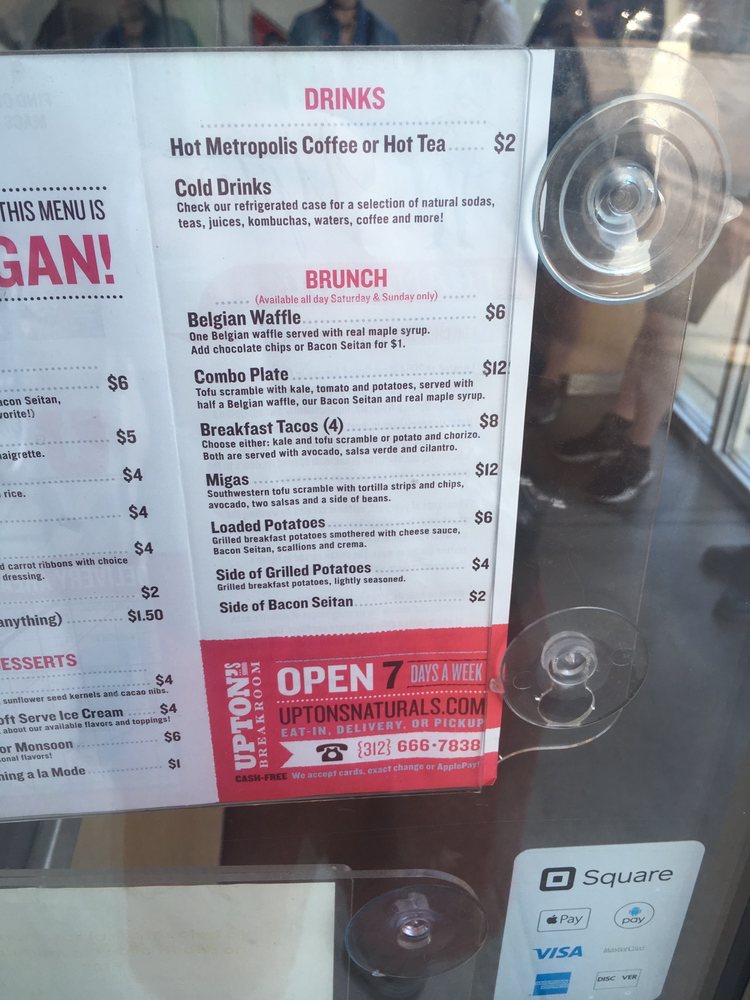 THIS MENU IS
GAN!
$6
acon Seitan,
vorite!)
$5
naigrette.
$4
rice.
$4
$4
d carrot ribbons with choice
dressing.
$2
anything) $1.50
ESSERTS
$4
sunflower seed kernels and cacao nibs.
oft Serve Ice Cream $4
about our available flavors and toppings!
or Monsoon $6
onal flavors!
ning a la Mode $1
DRINKS
Hot Metropolis Coffee or Hot Tea $2
Cold Drinks
Check our refrigerated case for a selection of natural sodas,
teas, juices, kombuchas, waters, coffee and more!
BRUNCH
(Available all day Saturday & Sunday only)
Belgian Waffle $6
One Belgian waffle served with real maple syrup.
Add chocolate chips or Bacon Seitan for $1.
Combo Plate $12
Tofu scramble with kale, tomato and potatoes, served with
half a Belgian waffle, our Bacon Seitan and real maple syrup.
Breakfast Tacos (4) $8
Choose either: kale and tofu scramble or potato and chorizo.
Both are served with avocado, salsa verde and cilantro.
Migas $12
Southwestern tofu scramble with tortilla strips and chips,
avocado, two salsas and a side of beans.
Loaded Potatoes $6
Grilled breakfast potatoes smothered with cheese sauce,
Bacon Seitan, scallions and crema.
Side of Grilled Potatoes $4
Grilled breakfast potatoes, lightly seasoned.
Side of Bacon Seitan $2
UPTON'S
BREAKROOM
OPEN 7 DAYS A WEEK
UPTONSNATURALS.COM
EAT-IN, DELIVERY, OR PICKUP
{312} 666-7838
CASH-FREE We accept cards, exact change or ApplePay!
Square
Pay
pay
VISA
MasterCard
DISCOVER